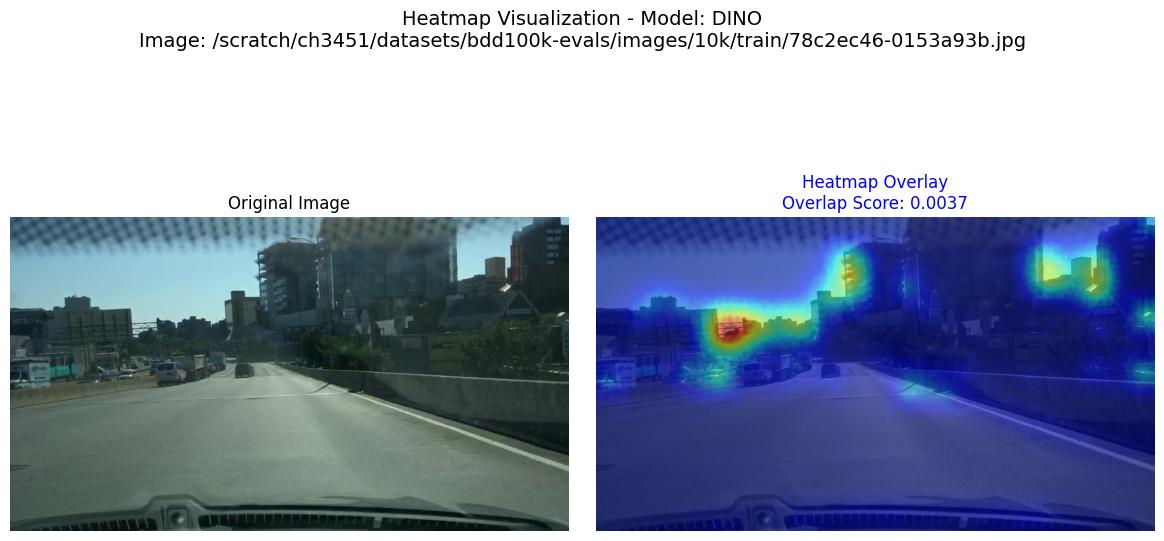 Heatmap Visualization - Model: DINO
Image: /scratch/ch3451/datasets/bdd100k-evals/images/10k/train/78c2ec46-0153a93b.jpg
Original Image
Heatmap Overlay
Overlap Score: 0.0037